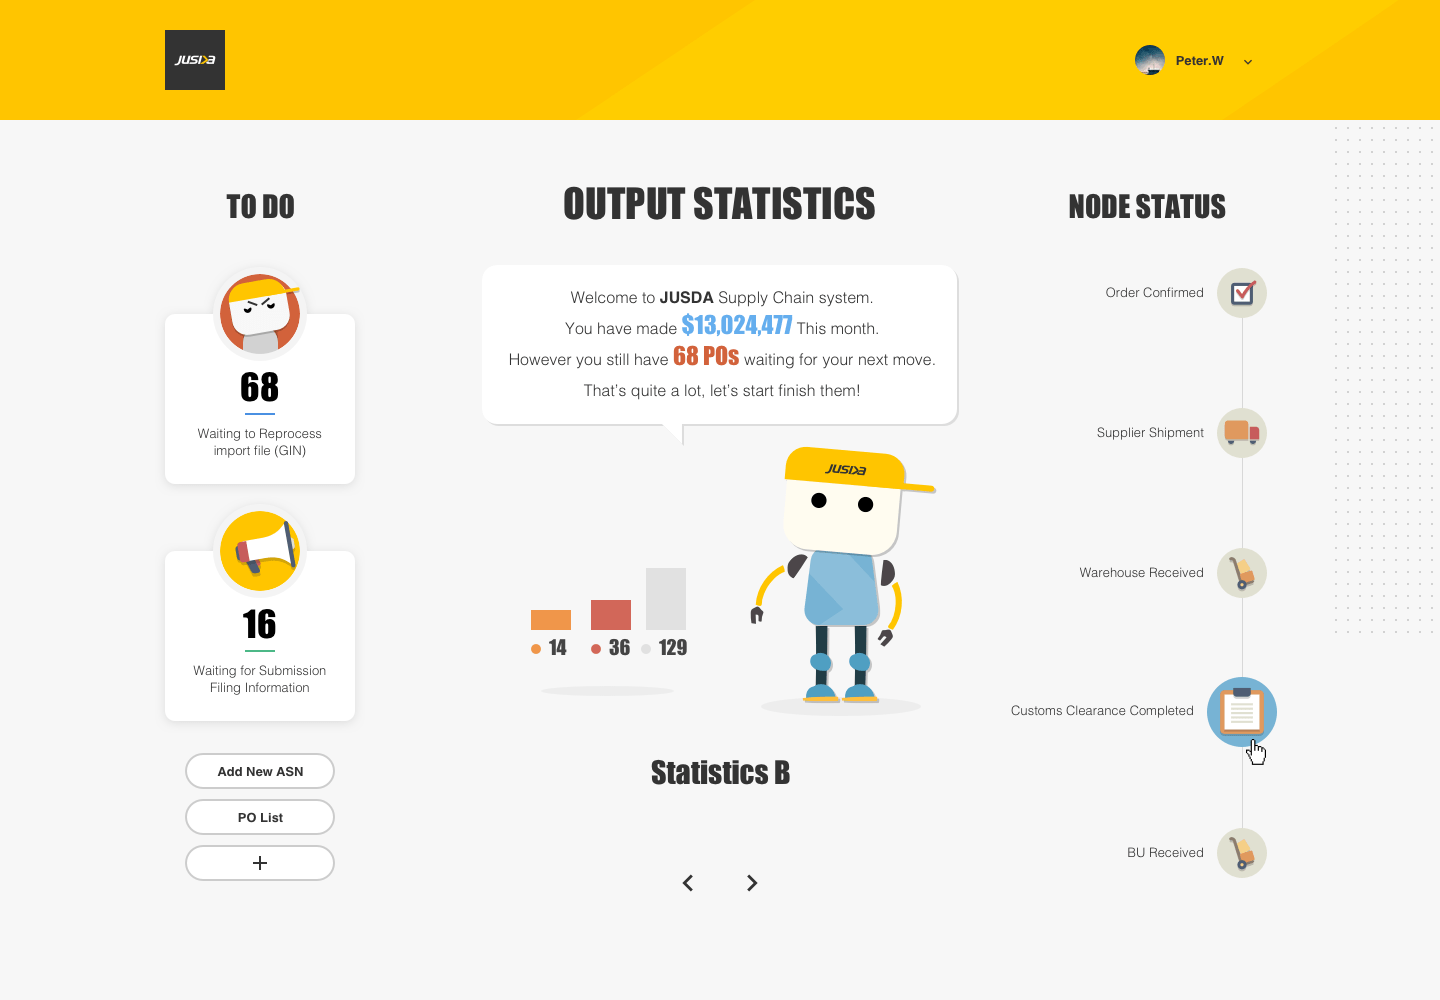 JUSDA
Peter.W
TO DO
68
Waiting to Reprocess
import file (GIN)
16
Waiting for Submission
Filing Information
Add New ASN
PO List
+
OUTPUT STATISTICS
Welcome to JUSDA Supply Chain system.
You have made $13,024,477 This month.
However you still have 68 POs waiting for your next move.
That’s quite a lot, let’s start finish them!
JUSDA
14 36 129
Statistics B
NODE STATUS
Order Confirmed
Supplier Shipment
Warehouse Received
Customs Clearance Completed
BU Received